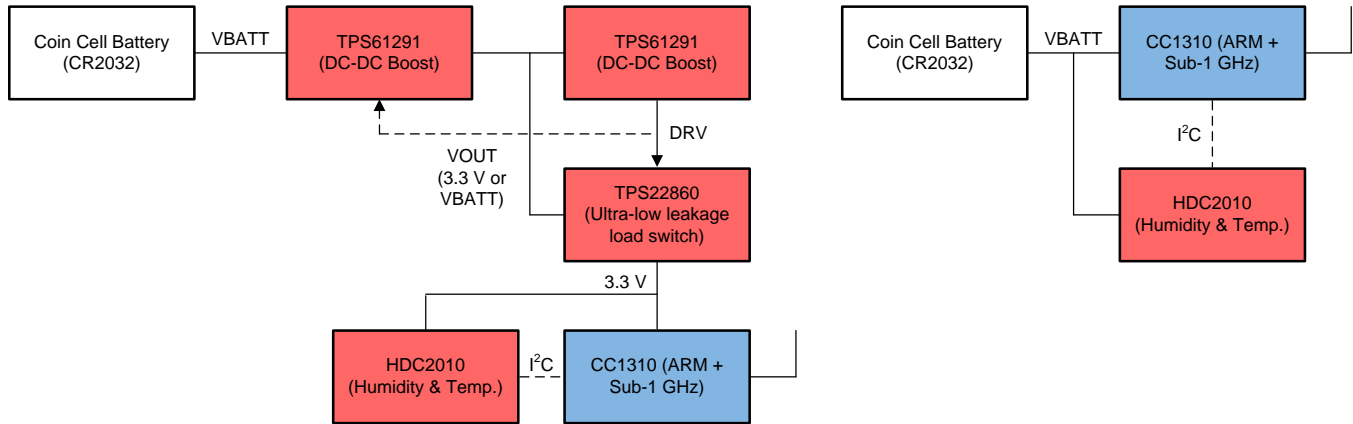 Coin Cell Battery
(CR2032)
VBATT
TPS61291
(DC-DC Boost)
TPS61291
(DC-DC Boost)
DRV
VOUT
(3.3 V or
VBATT)
TPS22860
(Ultra-low leakage
load switch)
3.3 V
HDC2010
(Humidity & Temp.)
I²C
CC1310 (ARM +
Sub-1 GHz)
Coin Cell Battery
(CR2032)
VBATT
CC1310 (ARM +
Sub-1 GHz)
I²C
HDC2010
(Humidity & Temp.)